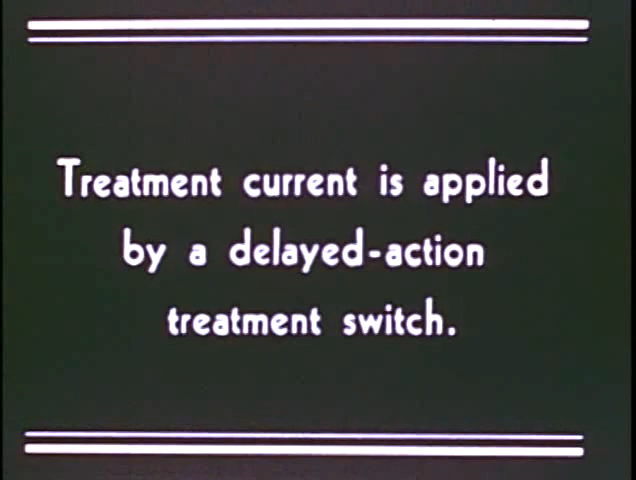 Treatment current is applied
by a delayed-action
treatment switch.